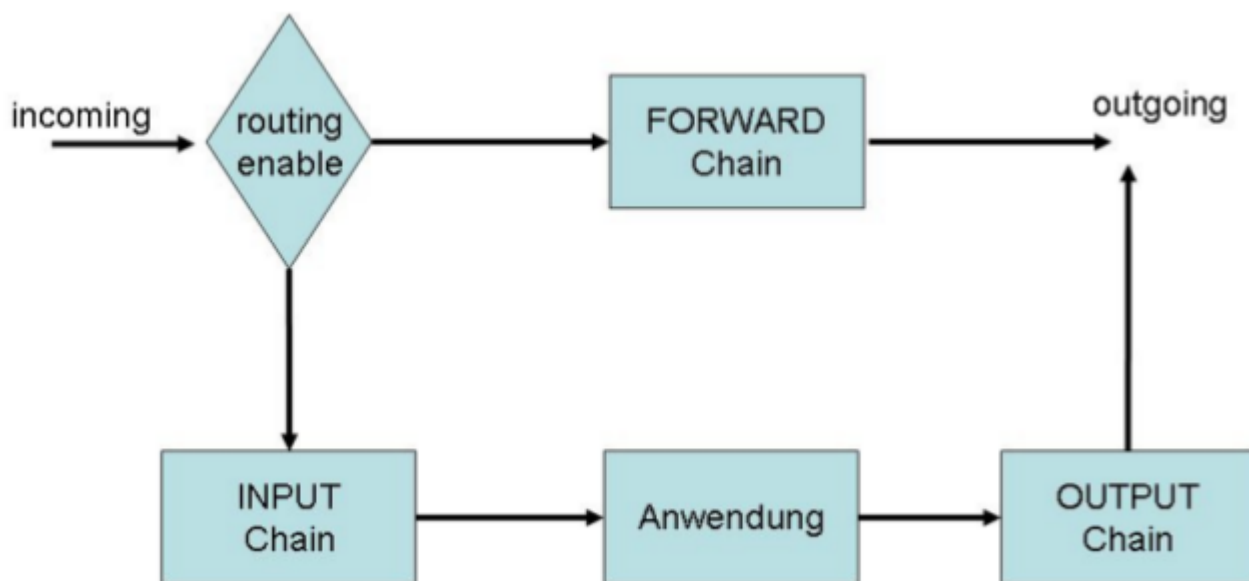 incoming
routing
enable
FORWARD
Chain
outgoing
INPUT
Chain
Anwendung
OUTPUT
Chain